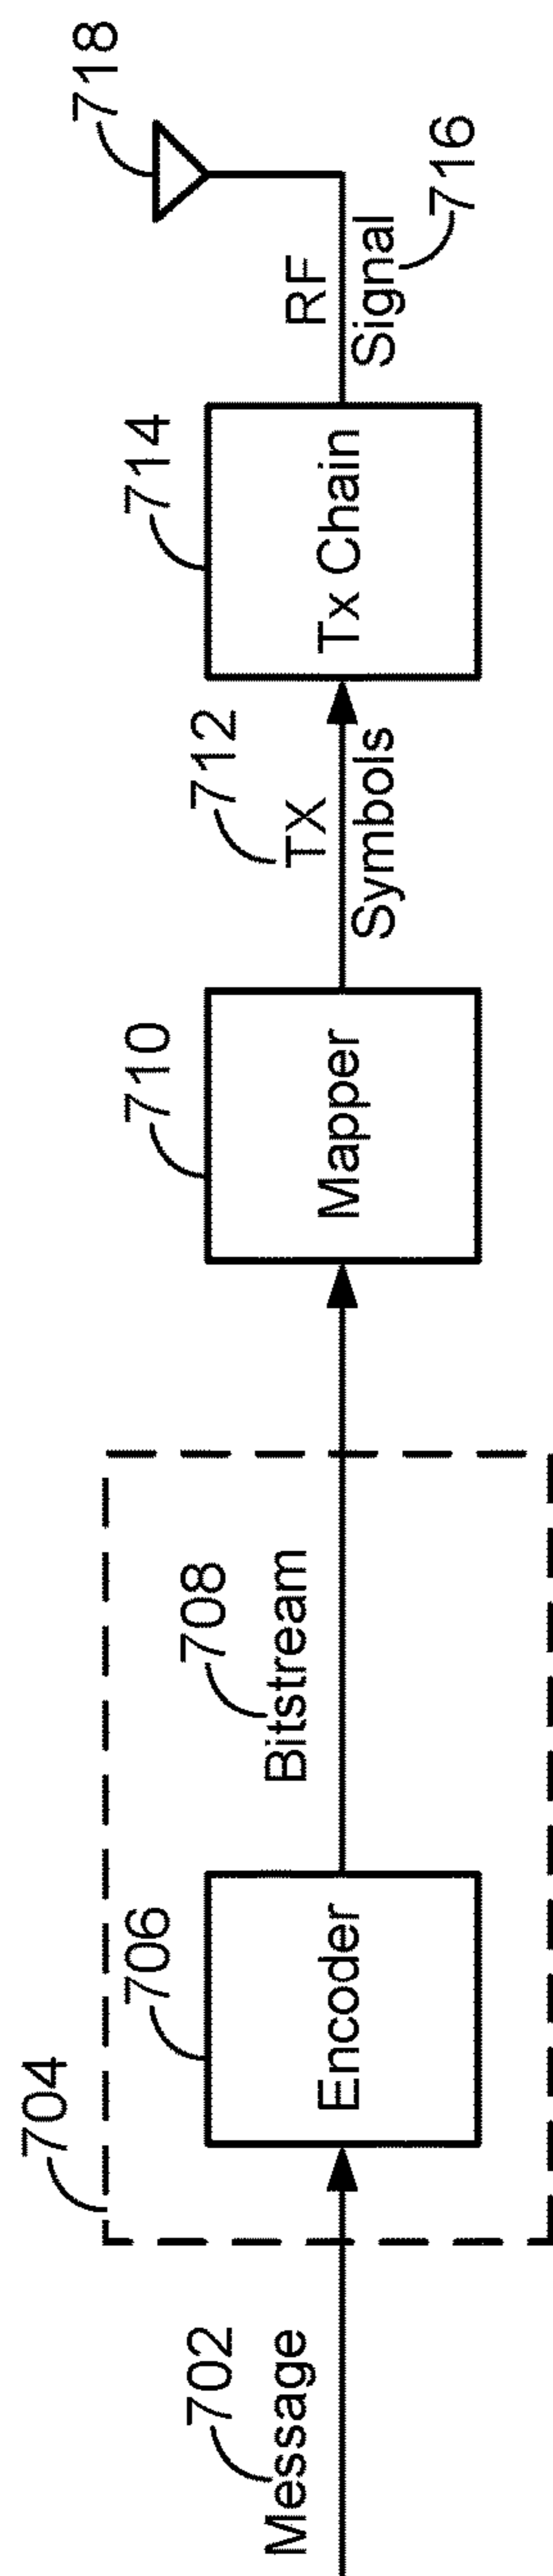 702
Message
704
706
Encoder
708
Bitstream
710
Mapper
712
TX
Symbols
714
Tx Chain
RF
Signal
716
718